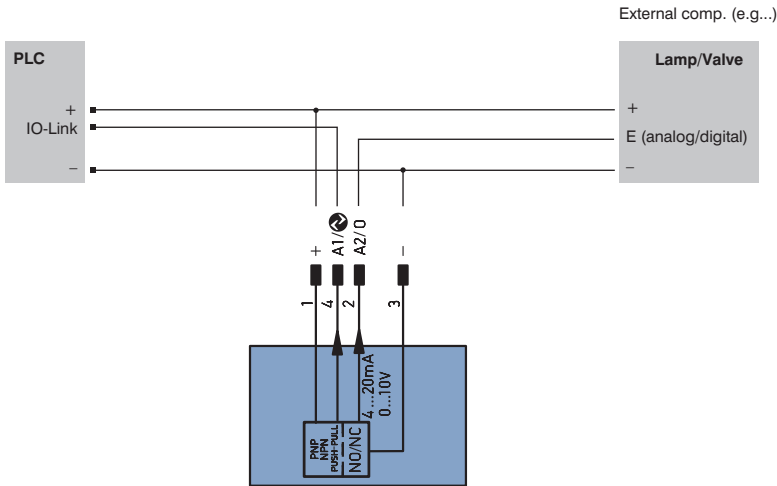 External comp. (e.g...)
PLC
Lamp/Valve
+
+
IO-Link
E (analog/digital)
–
–
+
A1/
A2/ 0
–
1
4
2
3
4...20mA
0...10V
PNP
NPN
PUSH-PULL
NO/NC